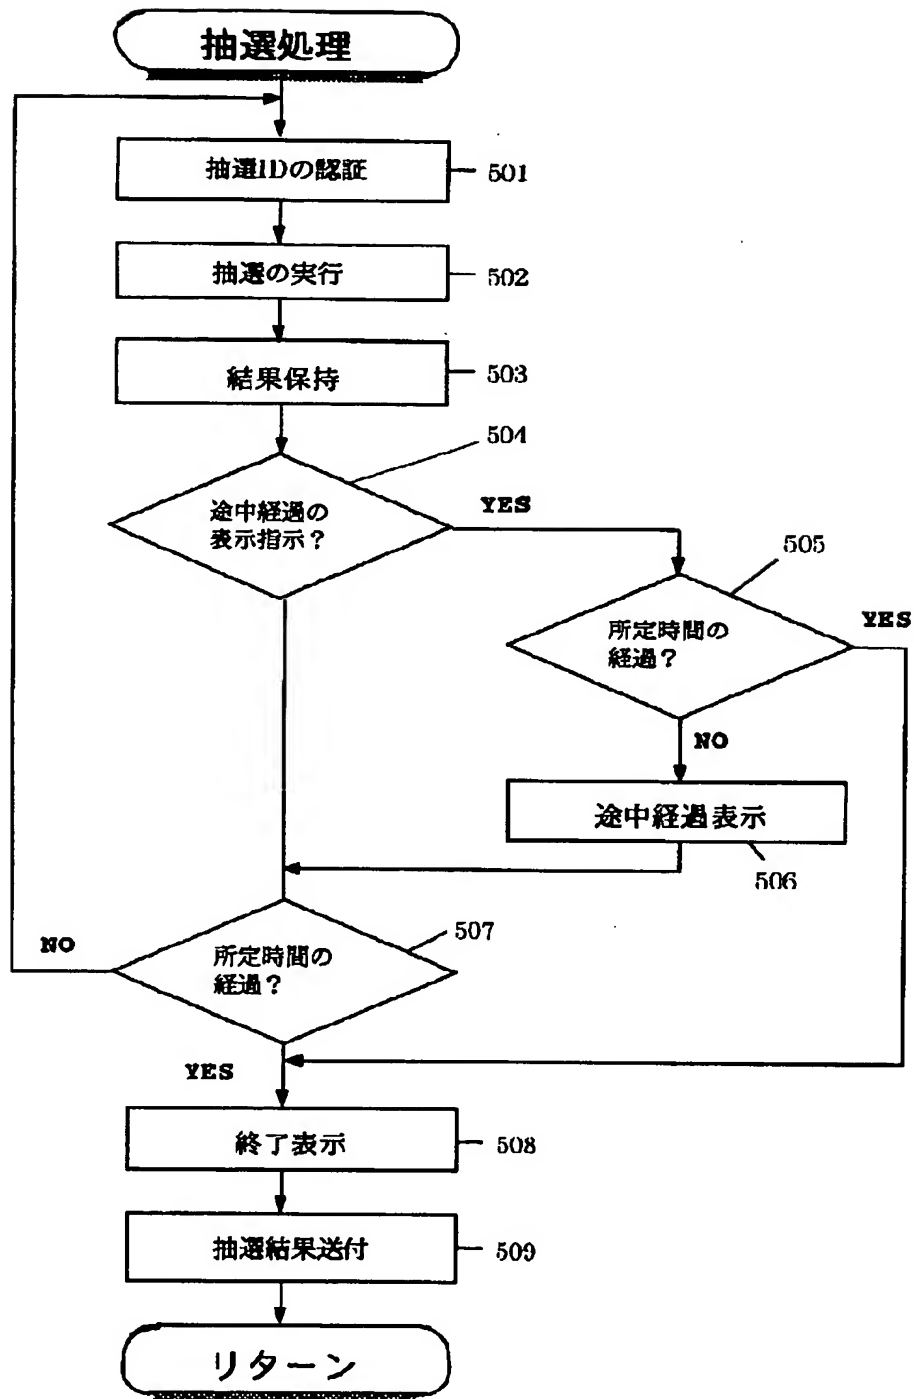 抽選処理
抽選IDの認証
501
抽選の実行
502
結果保持
503
504
途中経過の
表示指示？
YES
505
所定時間の
経過？
YES
NO
途中経過表示
506
507
所定時間の
経過？
NO
YES
終了表示
508
抽選結果送付
509
リターン